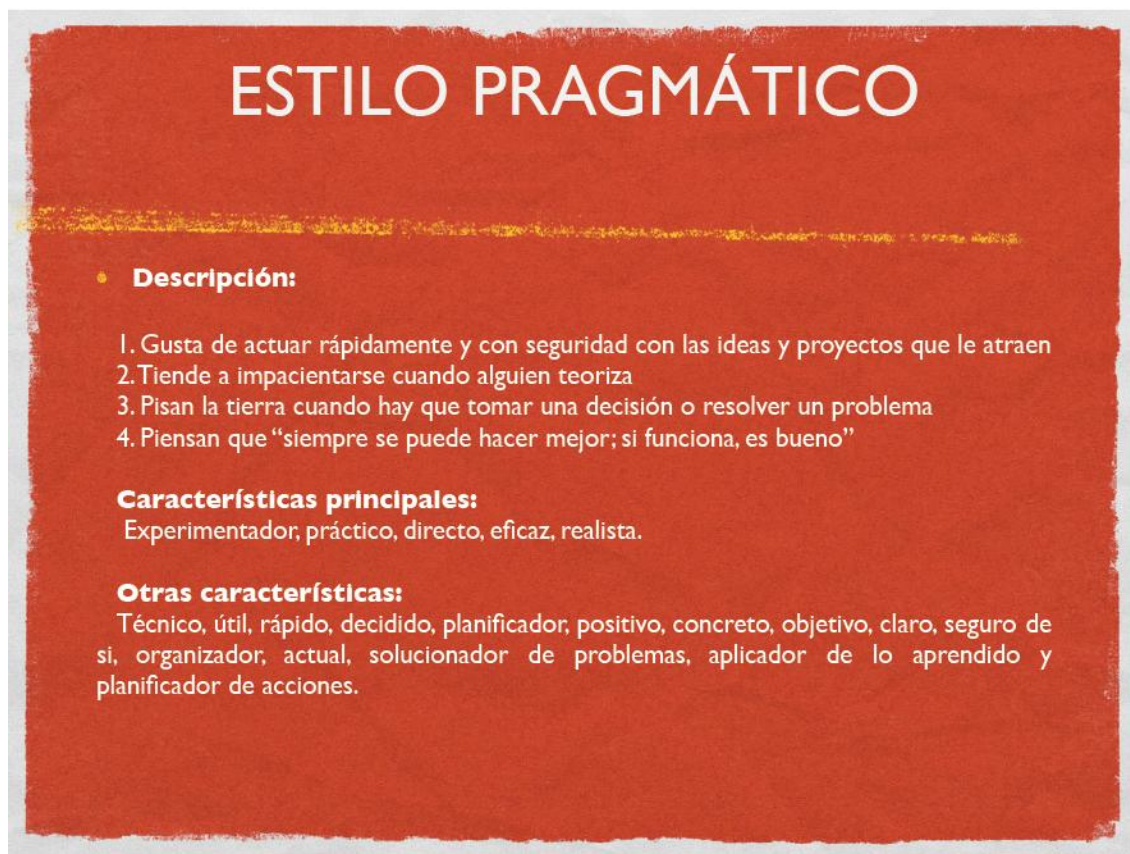 ESTILO PRAGMÁTICO
• Descripción:
1. Gusta de actuar rápidamente y con seguridad con las ideas y proyectos que le atraen
2. Tiende a impacientarse cuando alguien teoriza
3. Pisan la tierra cuando hay que tomar una decisión o resolver un problema
4. Piensan que “siempre se puede hacer mejor; si funciona, es bueno”
Características principales:
Experimentador, práctico, directo, eficaz, realista.
Otras características:
Técnico, útil, rápido, decidido, planificador, positivo, concreto, objetivo, claro, seguro de
si, organizador, actual, solucionador de problemas, aplicador de lo aprendido y
planificador de acciones.